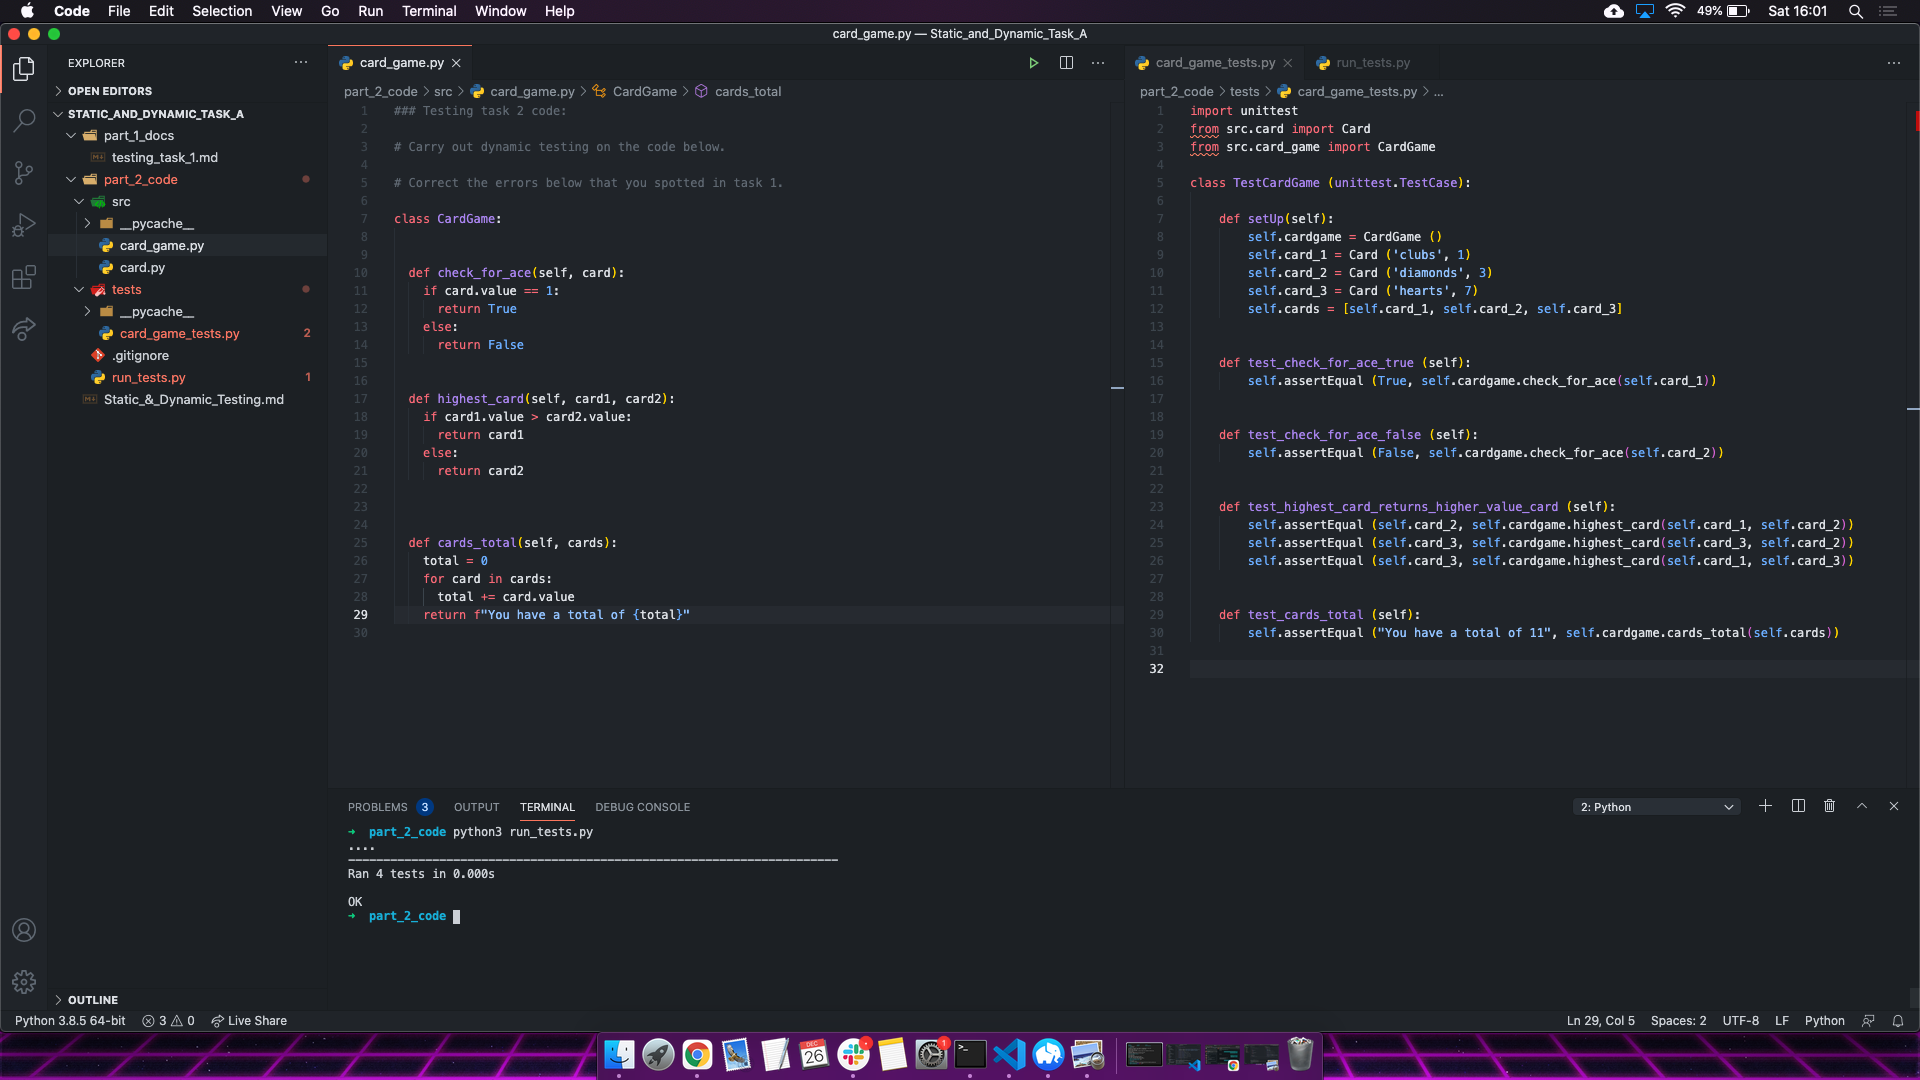 Code File Edit Selection View Go Run Terminal Window Help 49% Sat 16:01
card_game.py — Static_and_Dynamic_Task_A
EXPLORER
OPEN EDITORS
STATIC_AND_DYNAMIC_TASK_A
part_1_docs
testing_task_1.md
part_2_code
src
__pycache__
card_game.py
card.py
tests
__pycache__
card_game_tests.py 2
.gitignore
run_tests.py 1
Static_&_Dynamic_Testing.md
OUTLINE
card_game.py
part_2_code > src > card_game.py > CardGame > cards_total
1 ### Testing task 2 code:
2
3 # Carry out dynamic testing on the code below.
4
5 # Correct the errors below that you spotted in task 1.
6
7 class CardGame:
8
9
10 def check_for_ace(self, card):
11 if card.value == 1:
12 return True
13 else:
14 return False
15
16
17 def highest_card(self, card1, card2):
18 if card1.value > card2.value:
19 return card1
20 else:
21 return card2
22
23
24
25 def cards_total(self, cards):
26 total = 0
27 for card in cards:
28 total += card.value
29 return f"You have a total of {total}"
30
card_game_tests.py run_tests.py
part_2_code > tests > card_game_tests.py > ...
1 import unittest
2 from src.card import Card
3 from src.card_game import CardGame
4
5 class TestCardGame (unittest.TestCase):
6
7 def setUp(self):
8 self.cardgame = CardGame ()
9 self.card_1 = Card ('clubs', 1)
10 self.card_2 = Card ('diamonds', 3)
11 self.card_3 = Card ('hearts', 7)
12 self.cards = [self.card_1, self.card_2, self.card_3]
13
14
15 def test_check_for_ace_true (self):
16 self.assertEqual (True, self.cardgame.check_for_ace(self.card_1))
17
18
19 def test_check_for_ace_false (self):
20 self.assertEqual (False, self.cardgame.check_for_ace(self.card_2))
21
22
23 def test_highest_card_returns_higher_value_card (self):
24 self.assertEqual (self.card_2, self.cardgame.highest_card(self.card_1, self.card_2))
25 self.assertEqual (self.card_3, self.cardgame.highest_card(self.card_3, self.card_2))
26 self.assertEqual (self.card_3, self.cardgame.highest_card(self.card_1, self.card_3))
27
28
29 def test_cards_total (self):
30 self.assertEqual ("You have a total of 11", self.cardgame.cards_total(self.cards))
31
32
PROBLEMS 3 OUTPUT TERMINAL DEBUG CONSOLE 2: Python
→ part_2_code python3 run_tests.py
....
----------------------------------------------------------------------
Ran 4 tests in 0.000s

OK
→ part_2_code
Python 3.8.5 64-bit 3 0 Live Share Ln 29, Col 5 Spaces: 2 UTF-8 LF Python
DEC
26
1